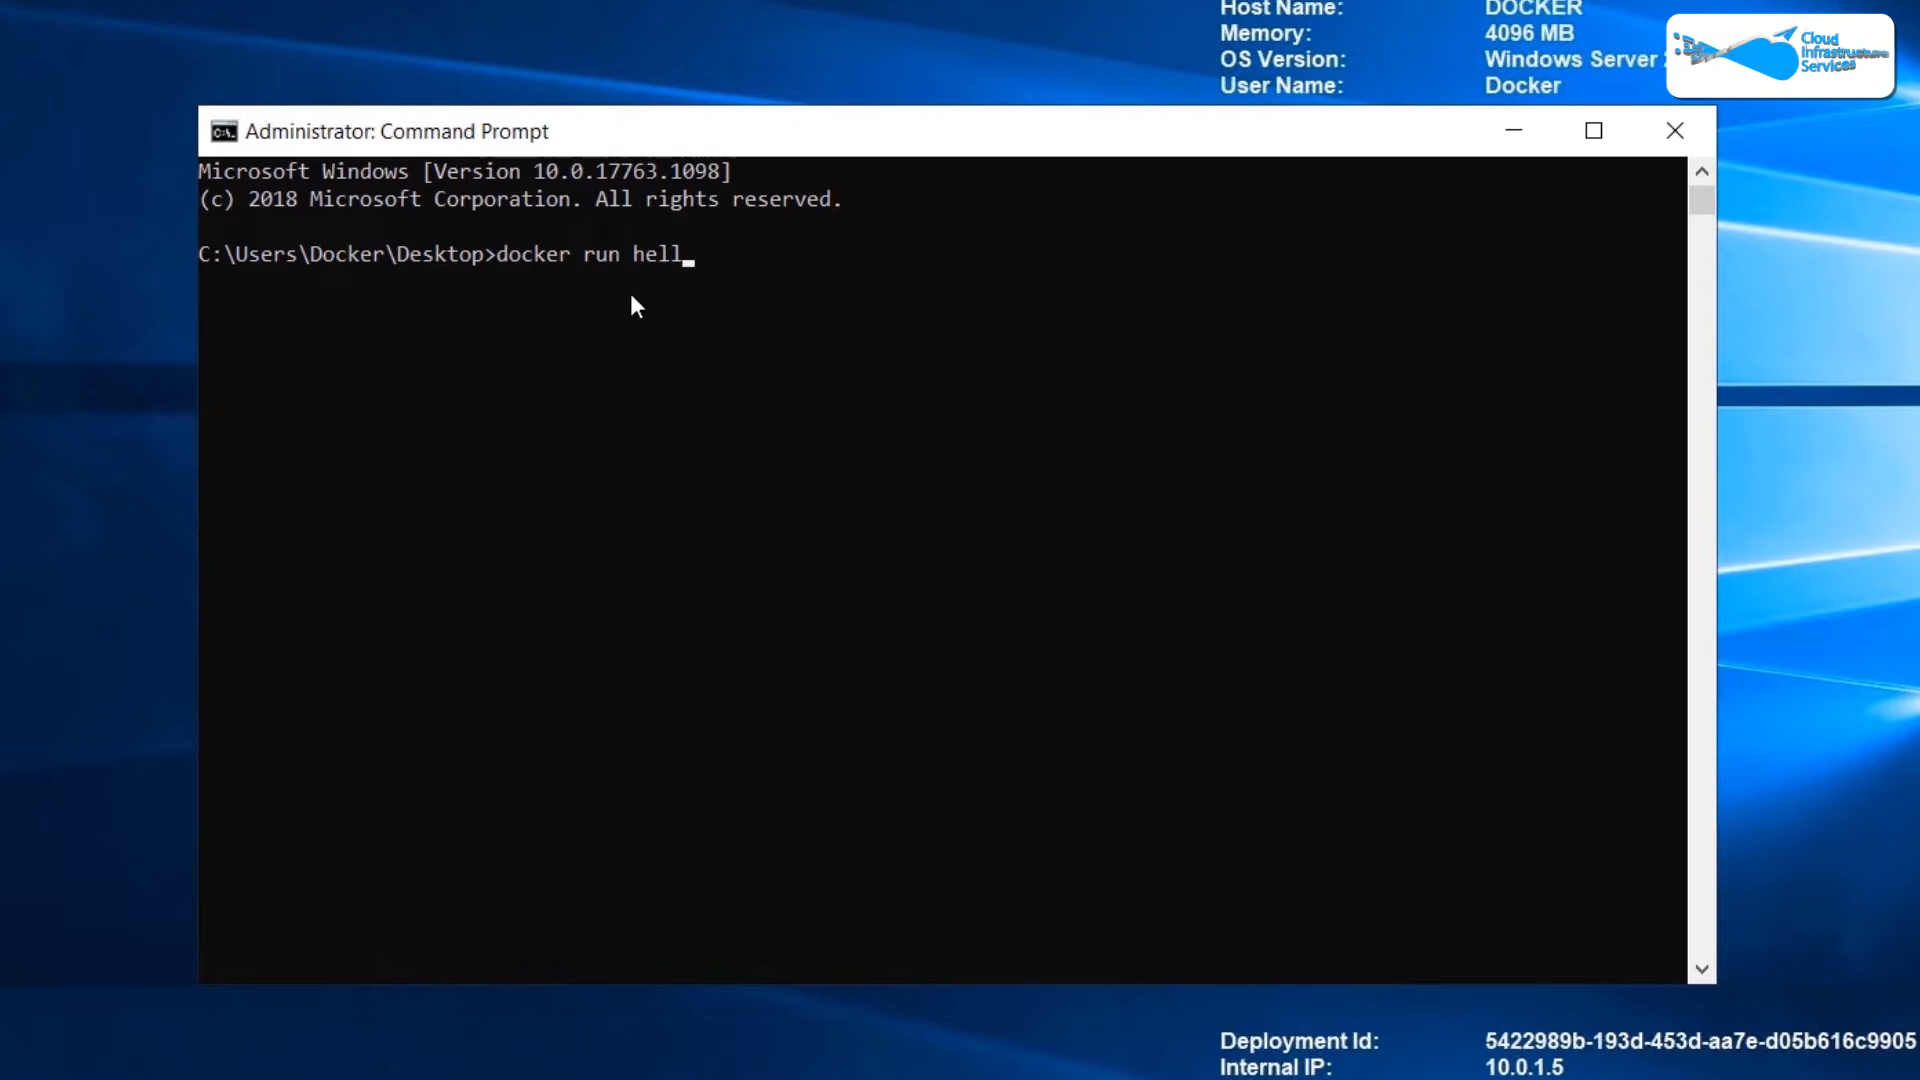 Host Name: DOCKER
Memory: 4096 MB
OS Version: Windows Server
User Name: Docker
Cloud
Infrastructure
Services
Administrator: Command Prompt
Microsoft Windows [Version 10.0.17763.1098]
(c) 2018 Microsoft Corporation. All rights reserved.
C:\Users\Docker\Desktop>docker run hell
Deployment Id: 5422989b-193d-453d-aa7e-d05b616c9905
Internal IP: 10.0.1.5